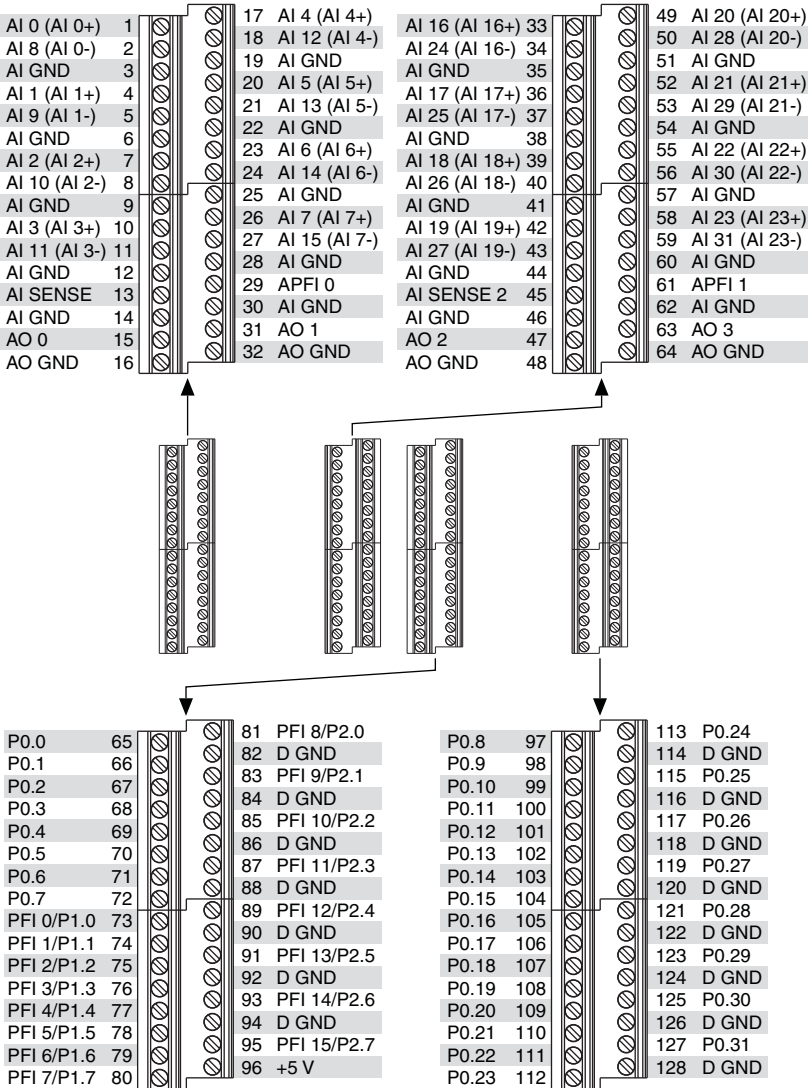 AI 0 (AI 0+) 1
AI 8 (AI 0-) 2
AI GND 3
AI 1 (AI 1+) 4
AI 9 (AI 1-) 5
AI GND 6
AI 2 (AI 2+) 7
AI 10 (AI 2-) 8
AI GND 9
AI 3 (AI 3+) 10
AI 11 (AI 3-) 11
AI GND 12
AI SENSE 13
AI GND 14
AO 0 15
AO GND 16
17 AI 4 (AI 4+)
18 AI 12 (AI 4-)
19 AI GND
20 AI 5 (AI 5+)
21 AI 13 (AI 5-)
22 AI GND
23 AI 6 (AI 6+)
24 AI 14 (AI 6-)
25 AI GND
26 AI 7 (AI 7+)
27 AI 15 (AI 7-)
28 AI GND
29 APFI 0
30 AI GND
31 AO 1
32 AO GND
AI 16 (AI 16+) 33
AI 24 (AI 16-) 34
AI GND 35
AI 17 (AI 17+) 36
AI 25 (AI 17-) 37
AI GND 38
AI 18 (AI 18+) 39
AI 26 (AI 18-) 40
AI GND 41
AI 19 (AI 19+) 42
AI 27 (AI 19-) 43
AI GND 44
AI SENSE 2 45
AI GND 46
AO 2 47
AO GND 48
49 AI 20 (AI 20+)
50 AI 28 (AI 20-)
51 AI GND
52 AI 21 (AI 21+)
53 AI 29 (AI 21-)
54 AI GND
55 AI 22 (AI 22+)
56 AI 30 (AI 22-)
57 AI GND
58 AI 23 (AI 23+)
59 AI 31 (AI 23-)
60 AI GND
61 APFI 1
62 AI GND
63 AO 3
64 AO GND
P0.0 65
P0.1 66
P0.2 67
P0.3 68
P0.4 69
P0.5 70
P0.6 71
P0.7 72
PFI 0/P1.0 73
PFI 1/P1.1 74
PFI 2/P1.2 75
PFI 3/P1.3 76
PFI 4/P1.4 77
PFI 5/P1.5 78
PFI 6/P1.6 79
PFI 7/P1.7 80
81 PFI 8/P2.0
82 D GND
83 PFI 9/P2.1
84 D GND
85 PFI 10/P2.2
86 D GND
87 PFI 11/P2.3
88 D GND
89 PFI 12/P2.4
90 D GND
91 PFI 13/P2.5
92 D GND
93 PFI 14/P2.6
94 D GND
95 PFI 15/P2.7
96 +5 V
P0.8 97
P0.9 98
P0.10 99
P0.11 100
P0.12 101
P0.13 102
P0.14 103
P0.15 104
P0.16 105
P0.17 106
P0.18 107
P0.19 108
P0.20 109
P0.21 110
P0.22 111
P0.23 112
113 P0.24
114 D GND
115 P0.25
116 D GND
117 P0.26
118 D GND
119 P0.27
120 D GND
121 P0.28
122 D GND
123 P0.29
124 D GND
125 P0.30
126 D GND
127 P0.31
128 D GND